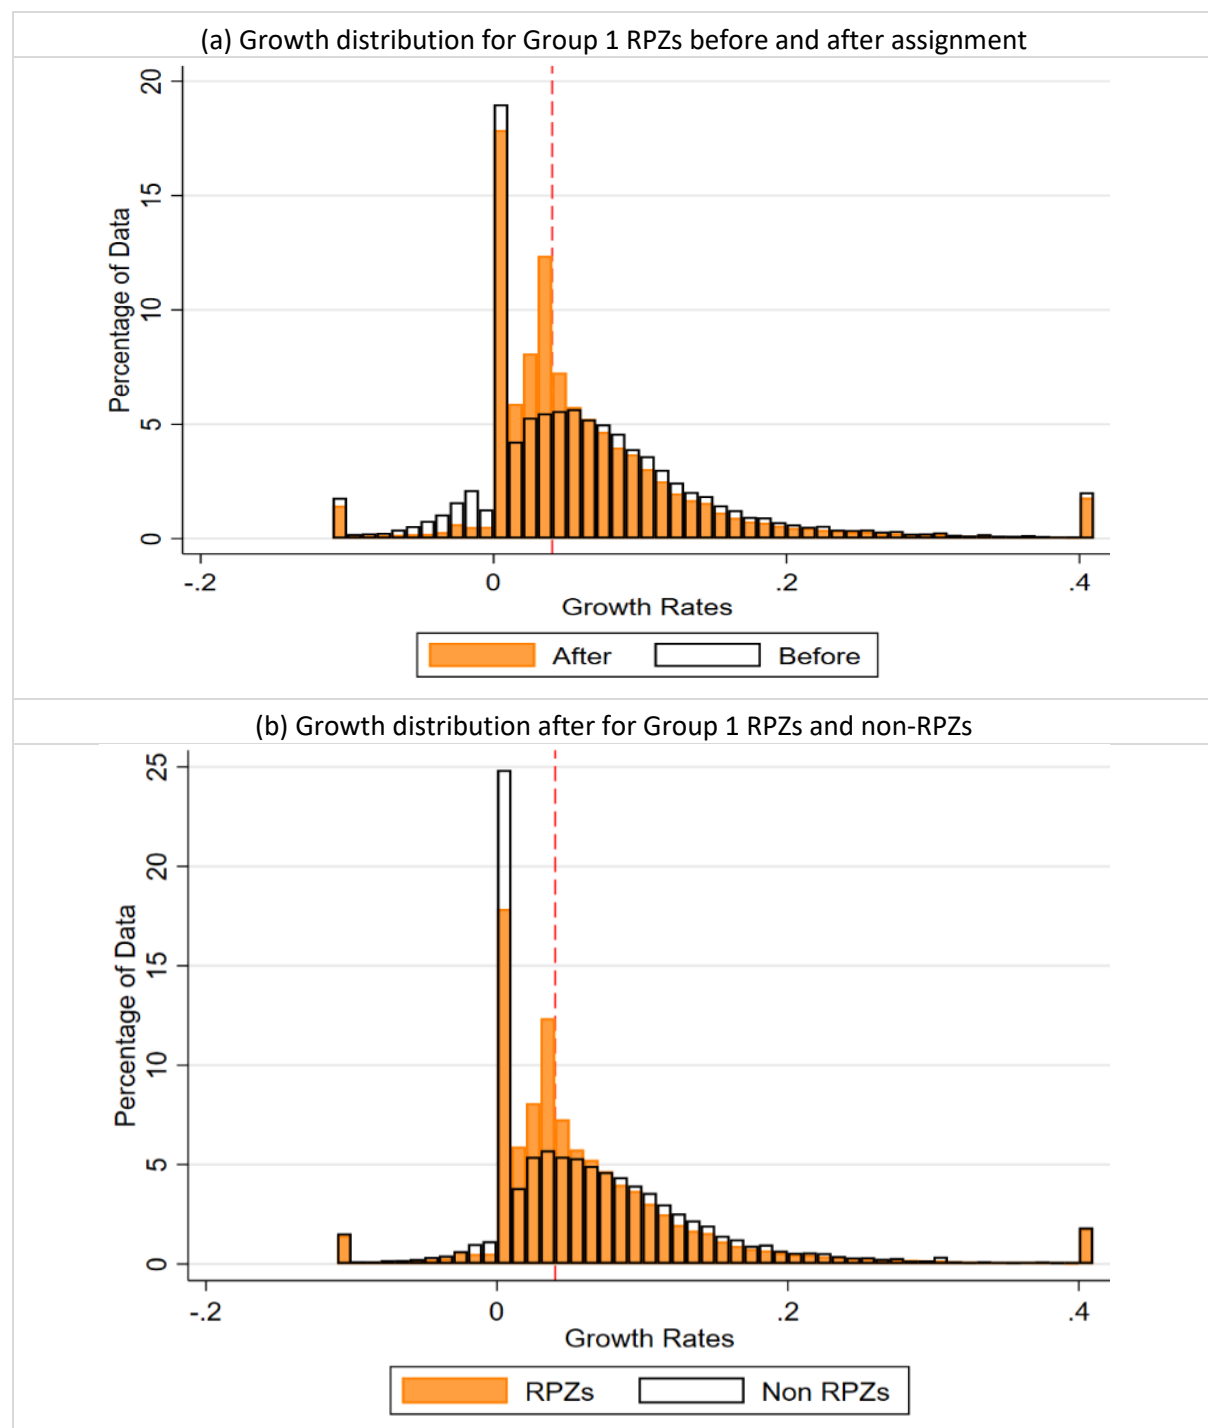 (a) Growth distribution for Group 1 RPZs before and after assignment
20
15
10
5
0
Percentage of Data
-.2 0 .2 .4
Growth Rates
After Before
(b) Growth distribution after for Group 1 RPZs and non-RPZs
25
20
15
10
5
0
Percentage of Data
-.2 0 .2 .4
Growth Rates
RPZs Non RPZs